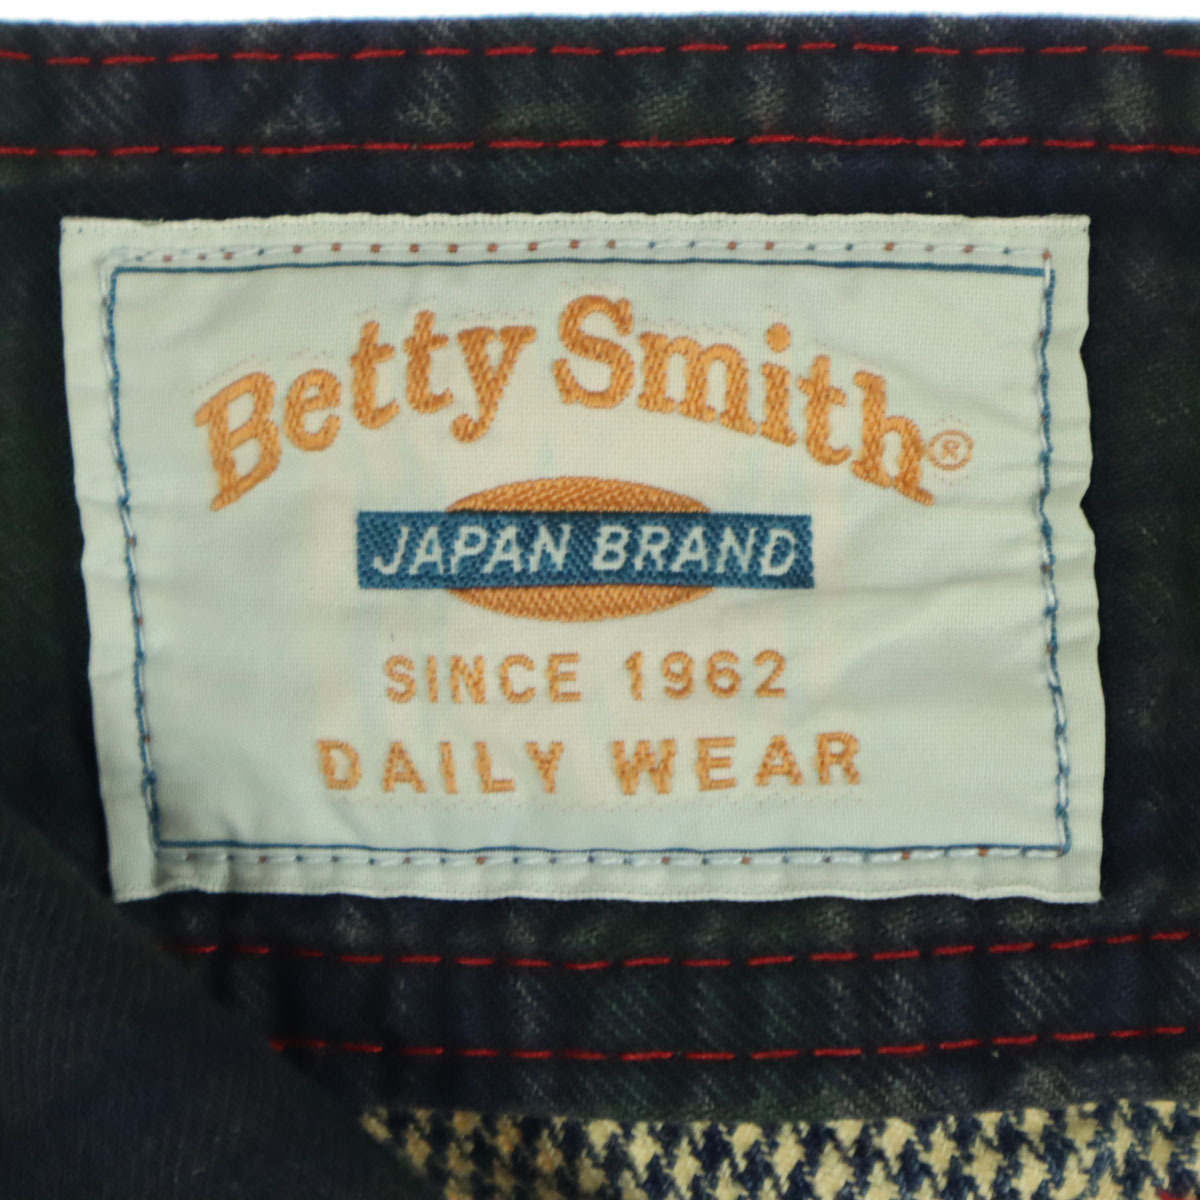 Betty Smith®
JAPAN BRAND
SINCE 1962
DAILY WEAR